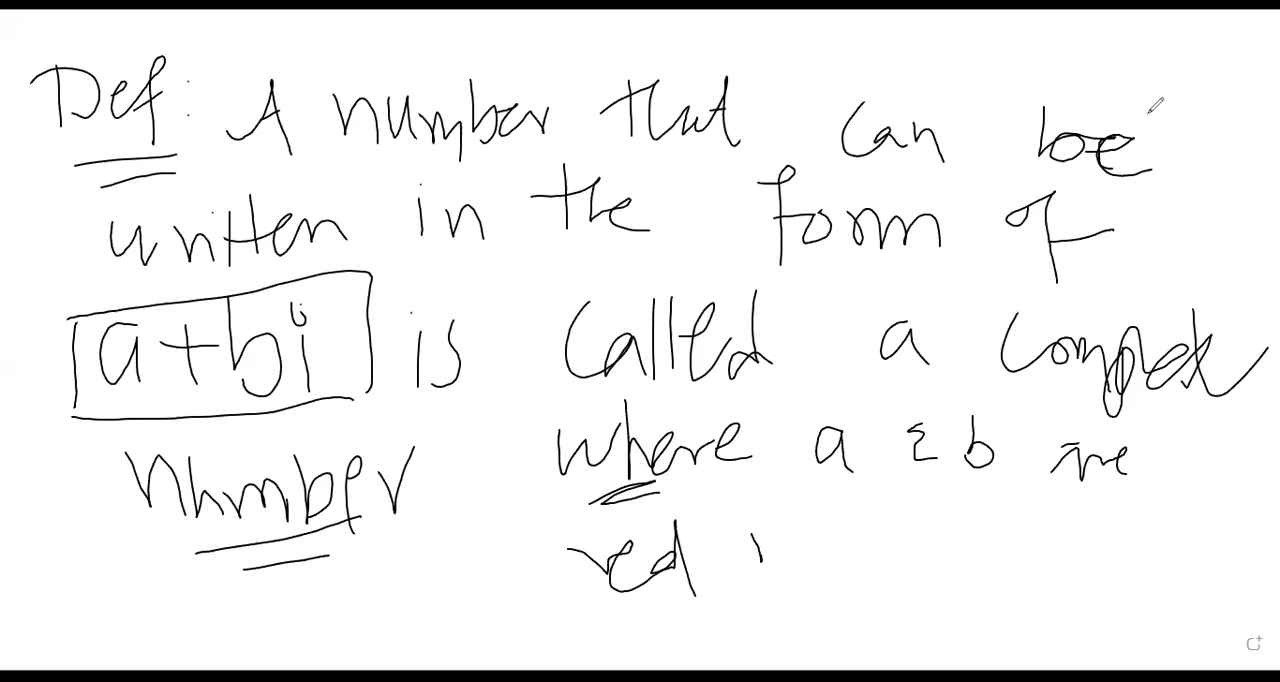 Def: A number that can be
written in the form of
a+bi is called a complex
number where a & b are
real